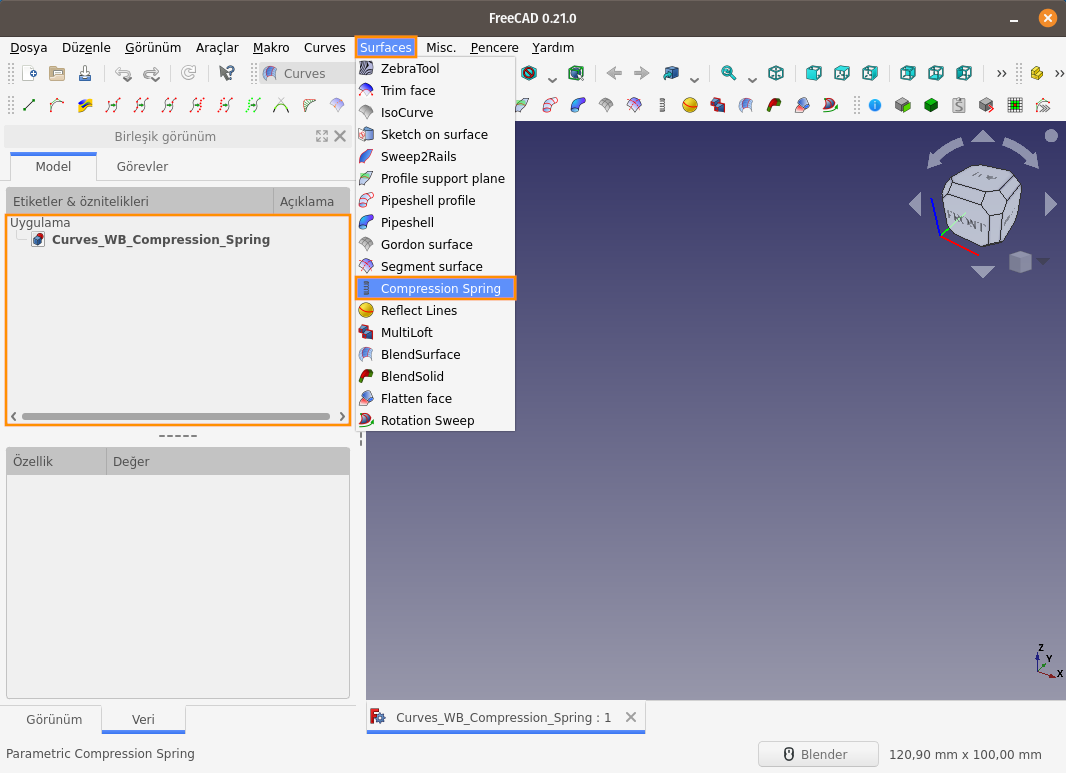 FreeCAD 0.21.0
Dosya Düzenle Görünüm Araçlar Makro Curves Surfaces Misc. Pencere Yardım
Curves
ZebraTool
Trim face
IsoCurve
Sketch on surface
Sweep2Rails
Profile support plane
Pipeshell profile
Pipeshell
Gordon surface
Segment surface
Compression Spring
Reflect Lines
MultiLoft
BlendSurface
BlendSolid
Flatten face
Rotation Sweep
Birleşik görünüm
Model Görevler
Etiketler & öznitelikleri Açıklama
Uygulama
Curves_WB_Compression_Spring
Özellik Değer
Görünüm Veri
FRONT
Z
Y
X
Curves_WB_Compression_Spring : 1
Parametric Compression Spring
Blender 120,90 mm x 100,00 mm